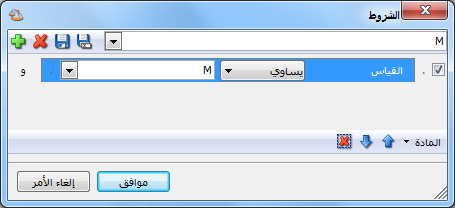 الشروط
M
. القياس يساوي M . و
المادة
موافق إلغاء الأمر